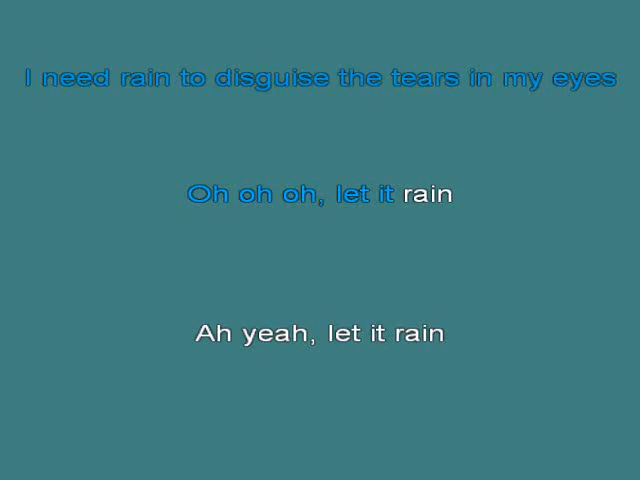 I need rain to disguise the tears in my eyes
Oh oh oh, let it rain
Ah yeah, let it rain